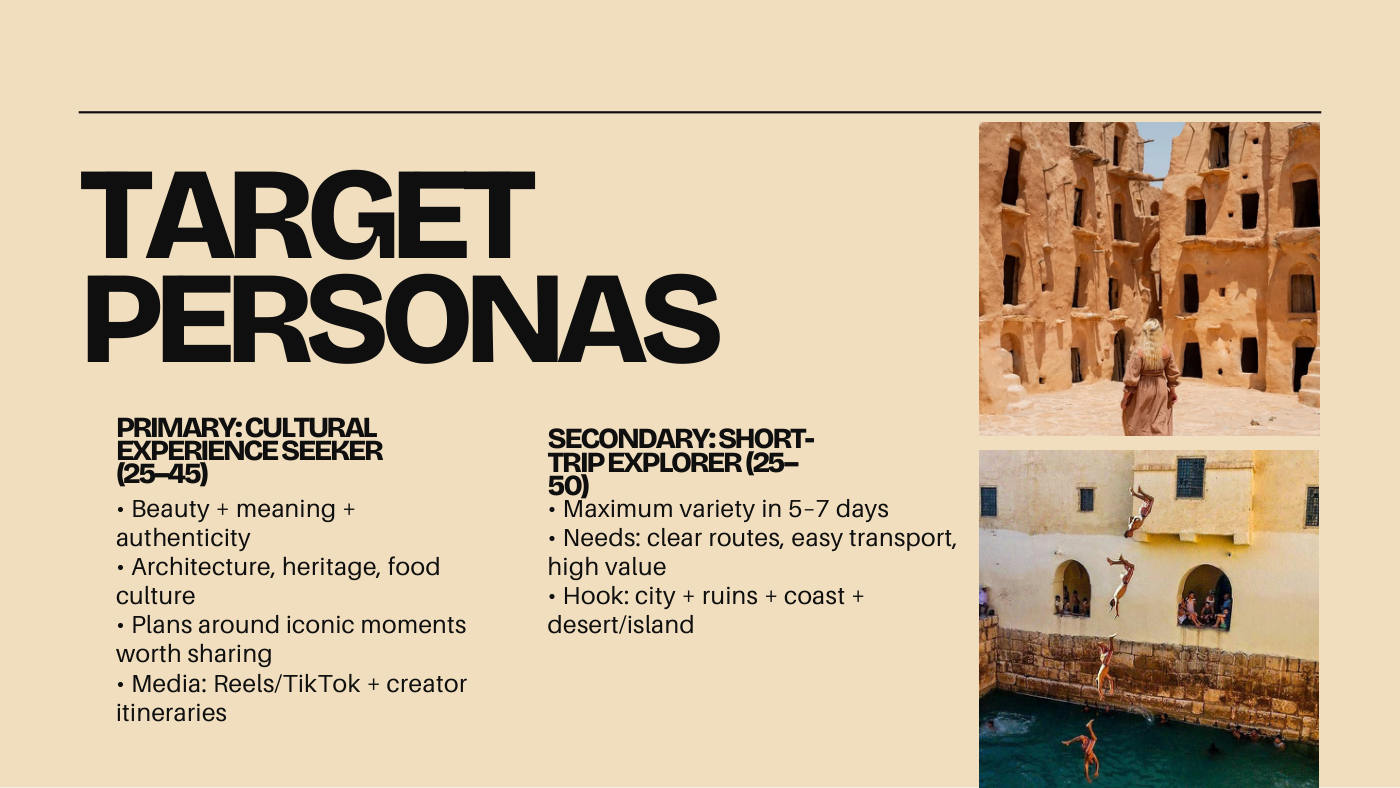 TARGET
PERSONAS
PRIMARY: CULTURAL
EXPERIENCE SEEKER
(25–45)
• Beauty + meaning +
authenticity
• Architecture, heritage, food
culture
• Plans around iconic moments
worth sharing
• Media: Reels/TikTok + creator
itineraries
SECONDARY: SHORT-
TRIP EXPLORER (25–
50)
• Maximum variety in 5–7 days
• Needs: clear routes, easy transport,
high value
• Hook: city + ruins + coast +
desert/island